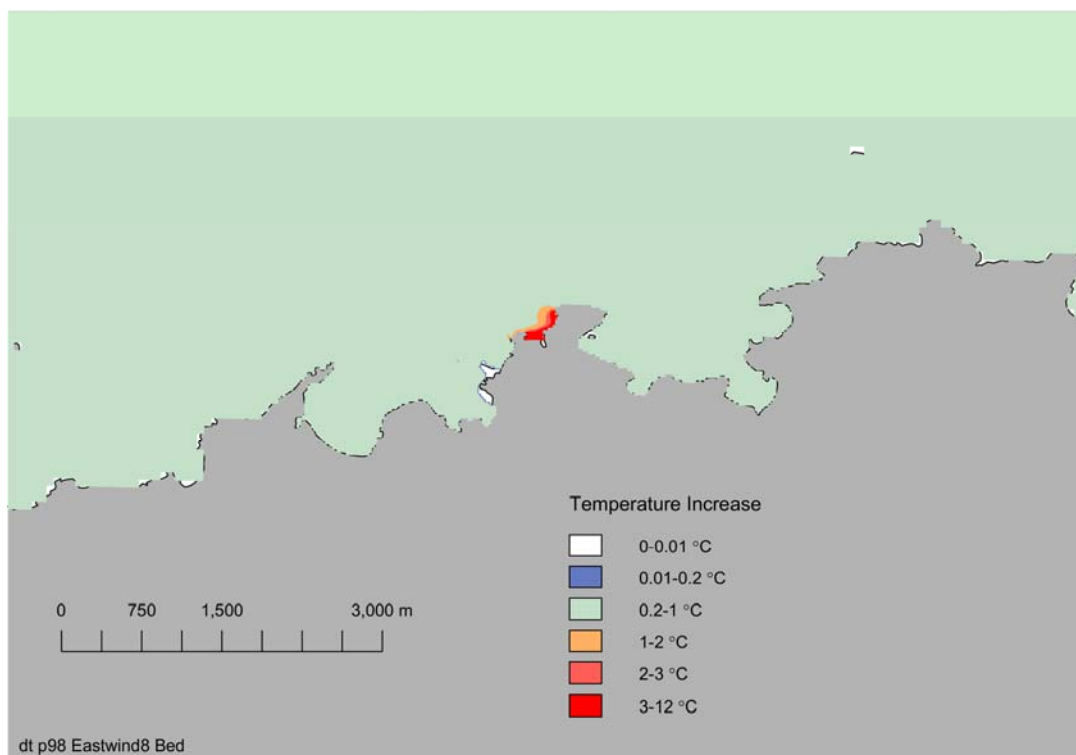 Temperature Increase
0-0.01 °C
0.01-0.2 °C
0.2-1 °C
1-2 °C
2-3 °C
3-12 °C
0 750 1,500 3,000 m
dt p98 Eastwind8 Bed